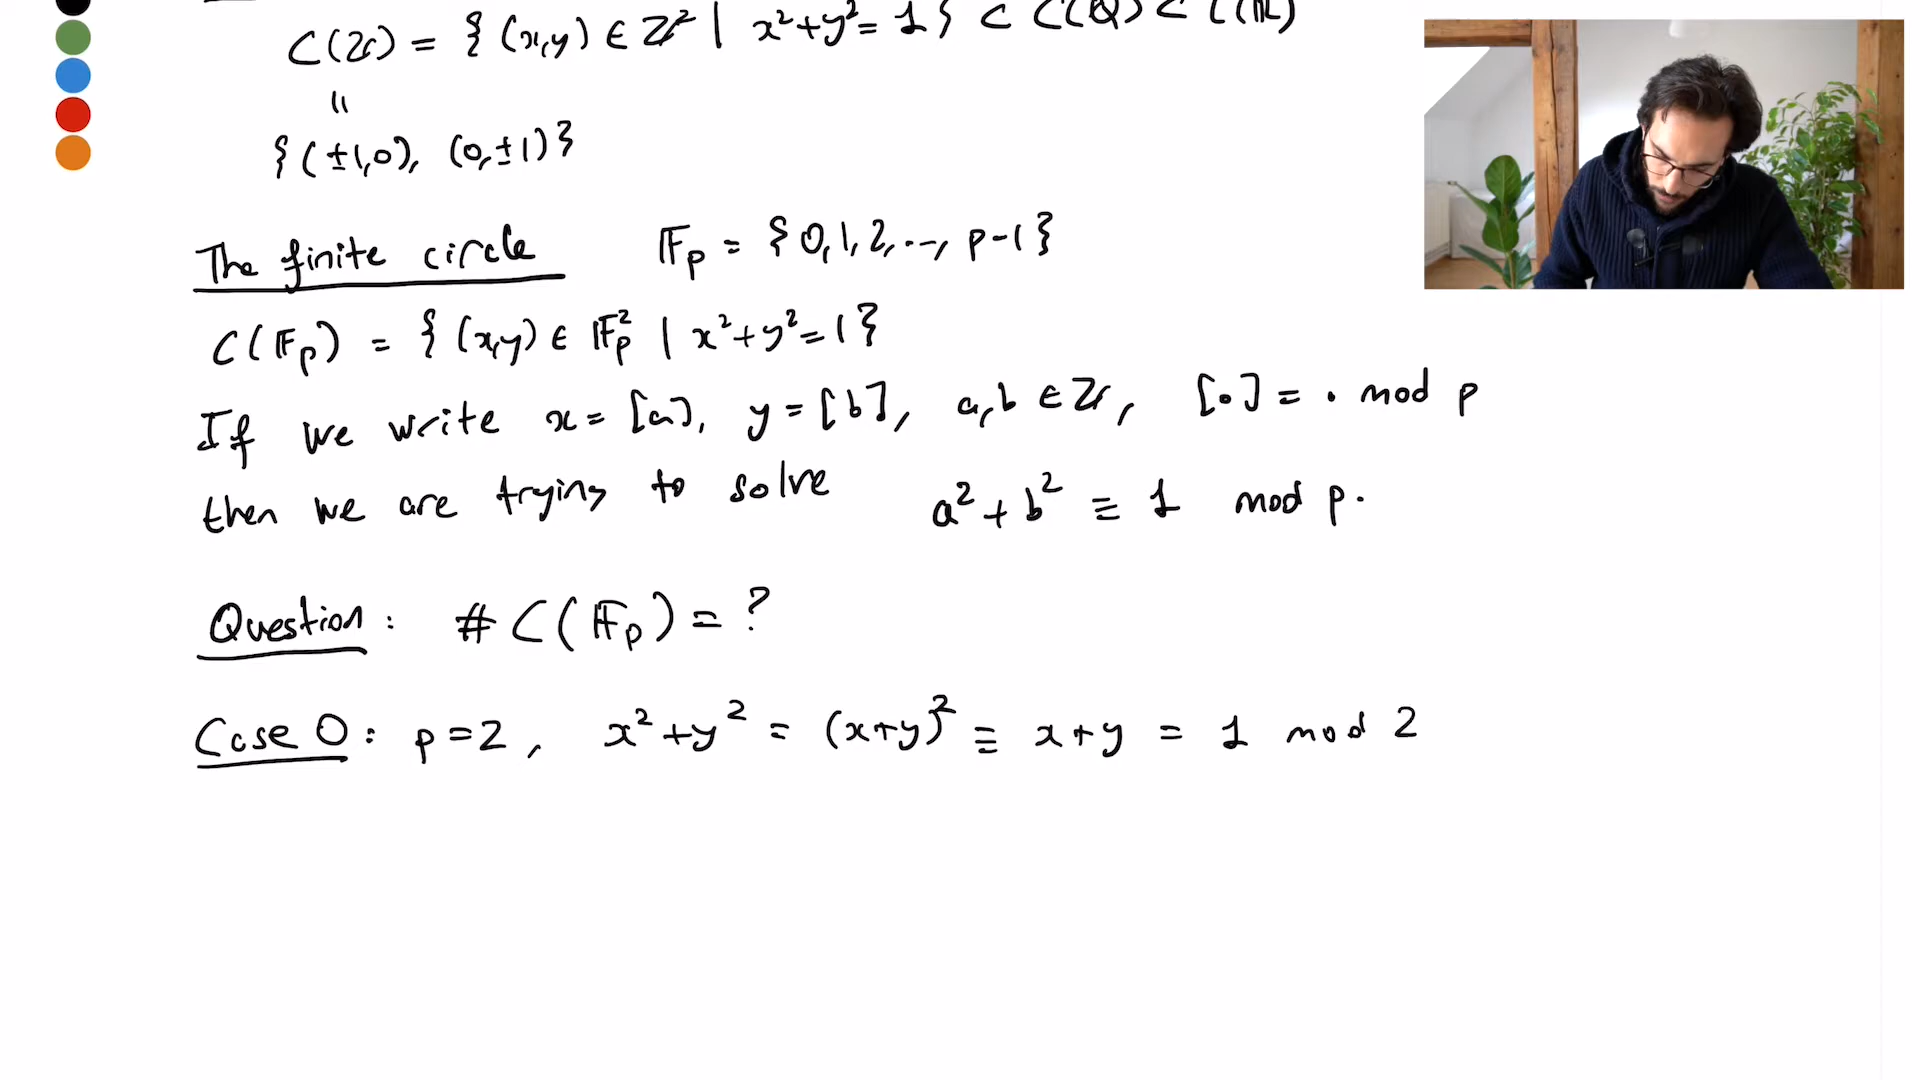 C(ℤ) = { (x,y) ∈ ℤ² | x²+y² = 1 } ⊂ C(ℚ) ⊂ C(ℝ)
=
{ (±1,0), (0,±1) }
The finite circle 𝔽p = { 0, 1, 2, ..., p-1 }
C(𝔽p) = { (x,y) ∈ 𝔽p² | x²+y² = 1 }
If we write x = [a], y = [b], a,b ∈ ℤ, [•] = • mod p
then we are trying to solve a² + b² ≡ 1 mod p.
Question: # C(𝔽p) = ?
Case 0: p = 2, x² + y² = (x+y)² ≡ x+y = 1 mod 2